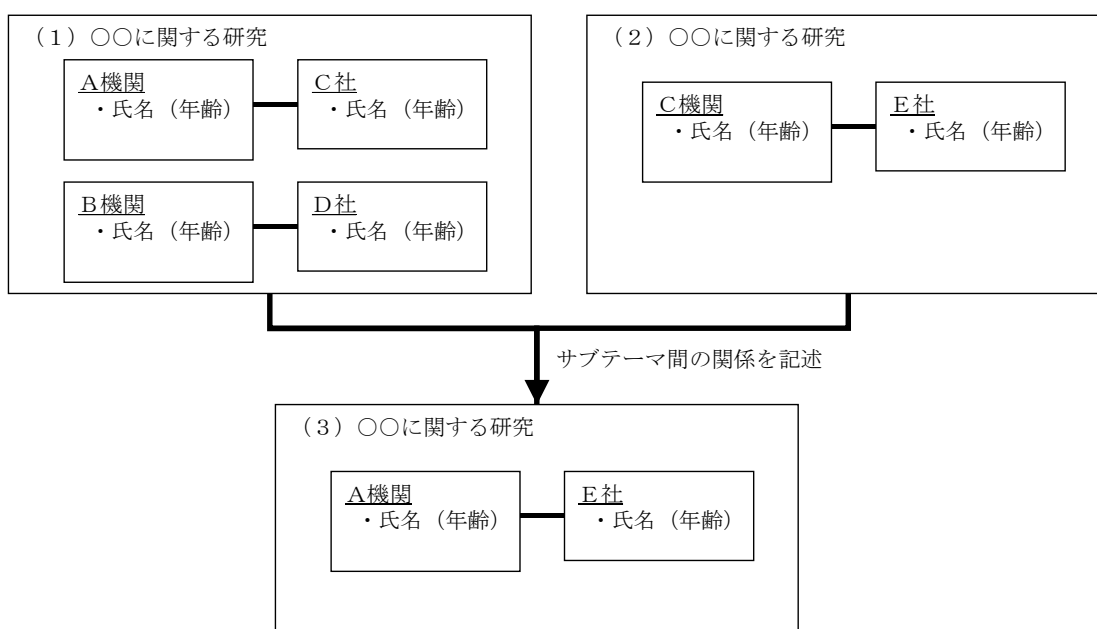 （１）○○に関する研究
Ａ機関
・氏名（年齢）
Ｃ社
・氏名（年齢）
Ｂ機関
・氏名（年齢）
Ｄ社
・氏名（年齢）
（２）○○に関する研究
Ｃ機関
・氏名（年齢）
Ｅ社
・氏名（年齢）
サブテーマ間の関係を記述
（３）○○に関する研究
Ａ機関
・氏名（年齢）
Ｅ社
・氏名（年齢）